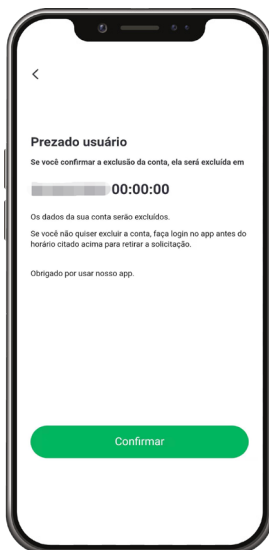 Prezado usuário
Se você confirmar a exclusão da conta, ela será excluída em
00:00:00
Os dados da sua conta serão excluídos.
Se você não quiser excluir a conta, faça login no app antes do
horário citado acima para retirar a solicitação.
Obrigado por usar nosso app.
Confirmar